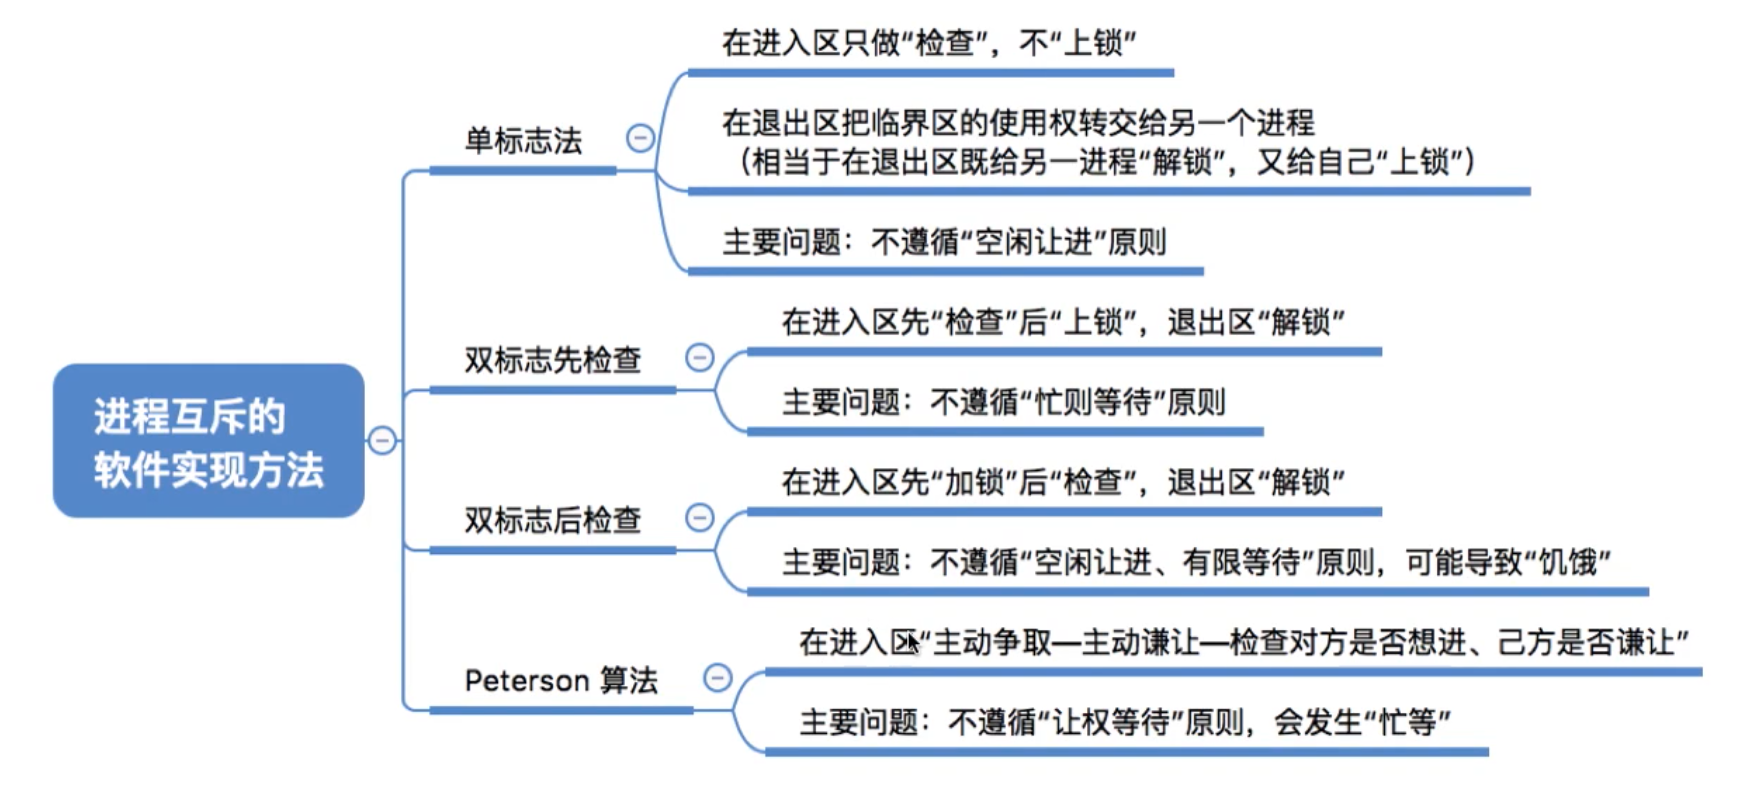 进程互斥的
软件实现方法
单标志法
在进入区只做“检查”，不“上锁”
在退出区把临界区的使用权转交给另一个进程
（相当于在退出区既给另一进程“解锁”，又给自己“上锁”）
主要问题：不遵循“空闲让进”原则
双标志先检查
在进入区先“检查”后“上锁”，退出区“解锁”
主要问题：不遵循“忙则等待”原则
双标志后检查
在进入区先“加锁”后“检查”，退出区“解锁”
主要问题：不遵循“空闲让进、有限等待”原则，可能导致“饥饿”
Peterson 算法
在进入区“主动争取—主动谦让—检查对方是否想进、己方是否谦让”
主要问题：不遵循“让权等待”原则，会发生“忙等”